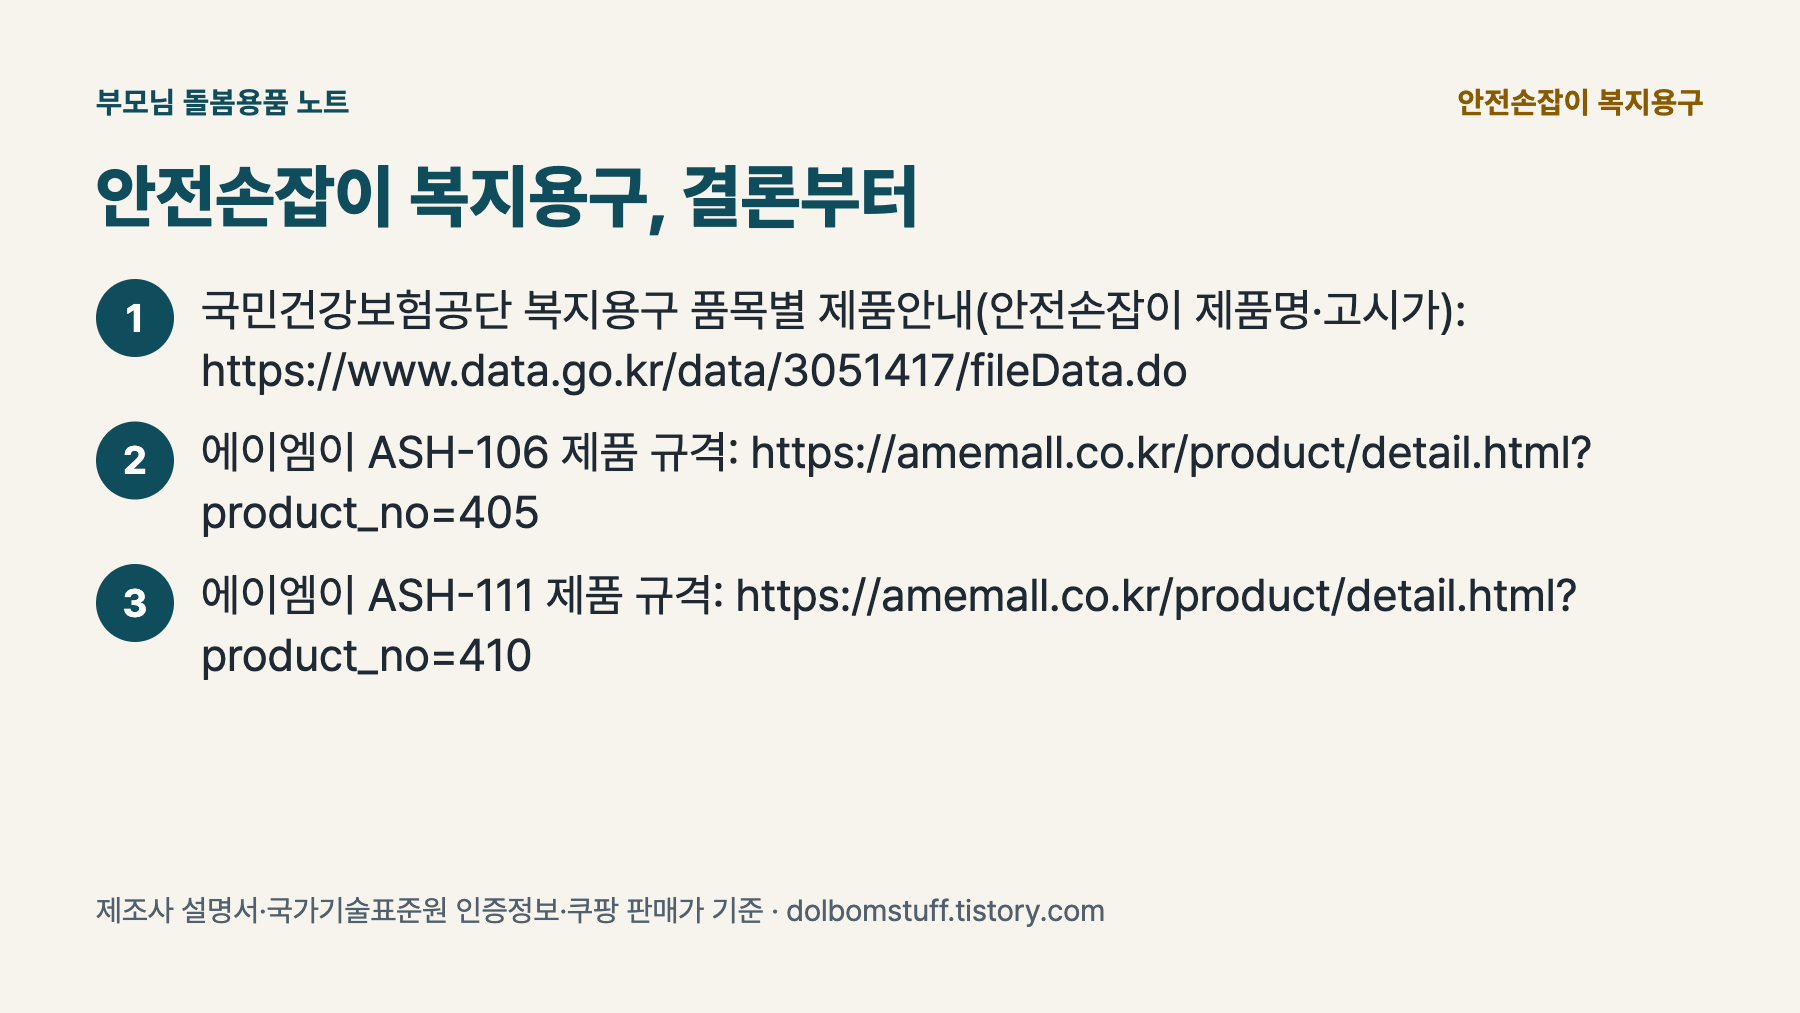 부모님 돌봄용품 노트
안전손잡이 복지용구
안전손잡이 복지용구, 결론부터
1 국민건강보험공단 복지용구 품목별 제품안내(안전손잡이 제품명·고시가):
https://www.data.go.kr/data/3051417/fileData.do
2 에이엠이 ASH-106 제품 규격: https://amemall.co.kr/product/detail.html?
product_no=405
3 에이엠이 ASH-111 제품 규격: https://amemall.co.kr/product/detail.html?
product_no=410
제조사 설명서·국가기술표준원 인증정보·쿠팡 판매가 기준 · dolbomstuff.tistory.com